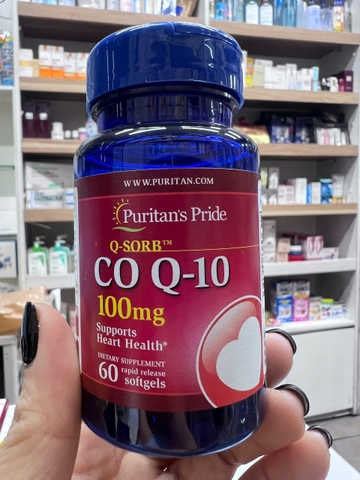 WWW.PURITAN.COM
Puritan's Pride
Q-SORB™
CO Q-10
100mg
Supports
Heart Health*
DIETARY SUPPLEMENT
60 rapid release
softgels